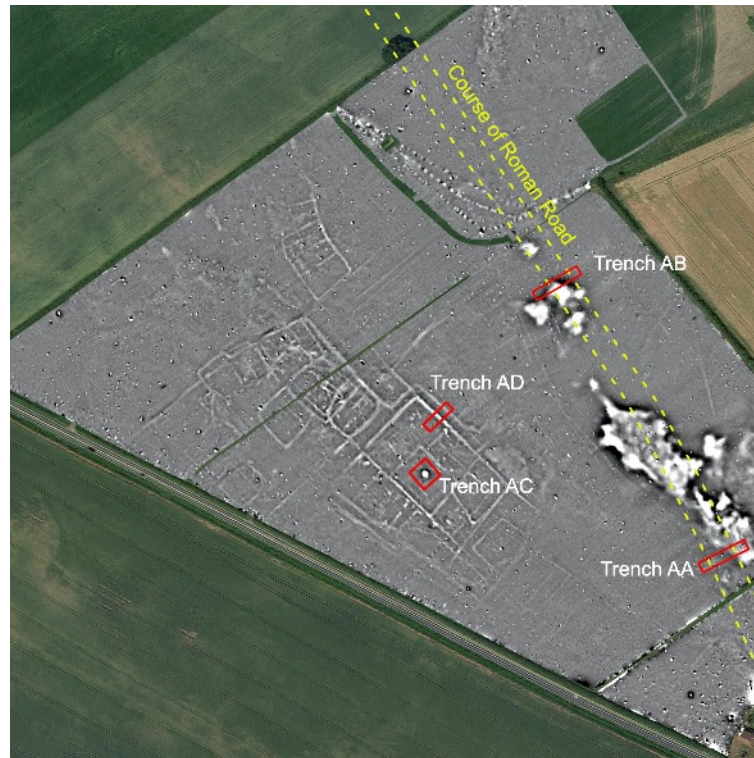 Course of Roman Road
Trench AB
Trench AD
Trench AC
Trench AA